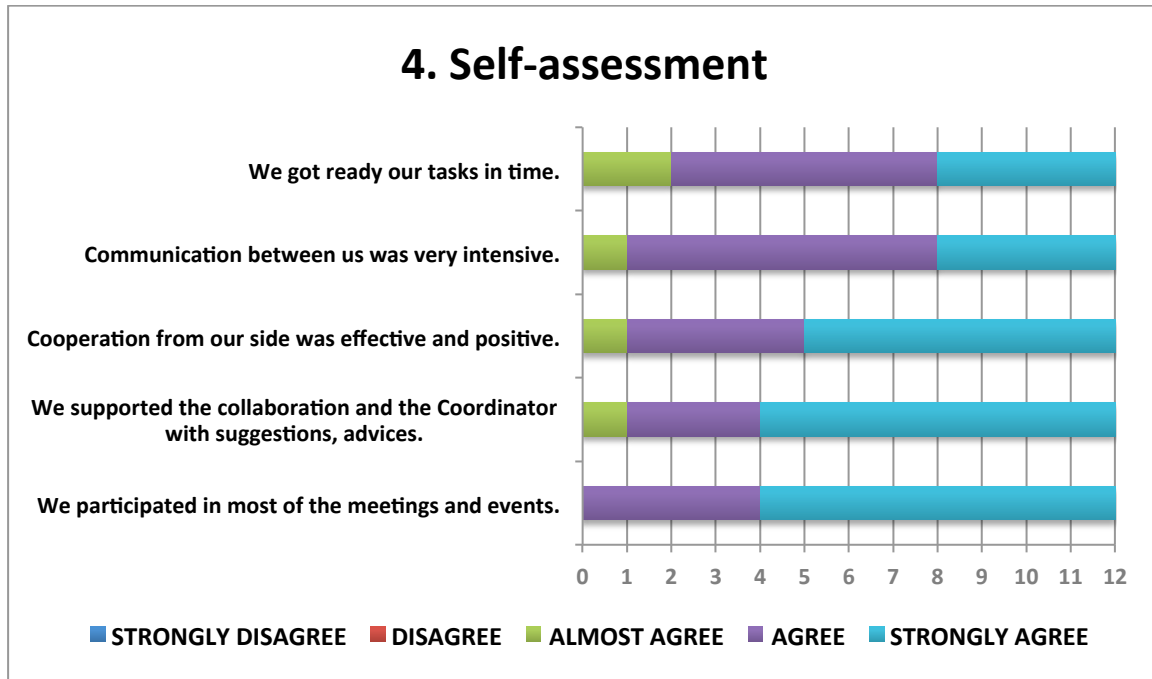 4. Self-assessment
We got ready our tasks in time.
Communication between us was very intensive.
Cooperation from our side was effective and positive.
We supported the collaboration and the Coordinator
with suggestions, advices.
We participated in most of the meetings and events.
0 1 2 3 4 5 6 7 8 9 10 11 12
STRONGLY DISAGREE DISAGREE ALMOST AGREE AGREE STRONGLY AGREE